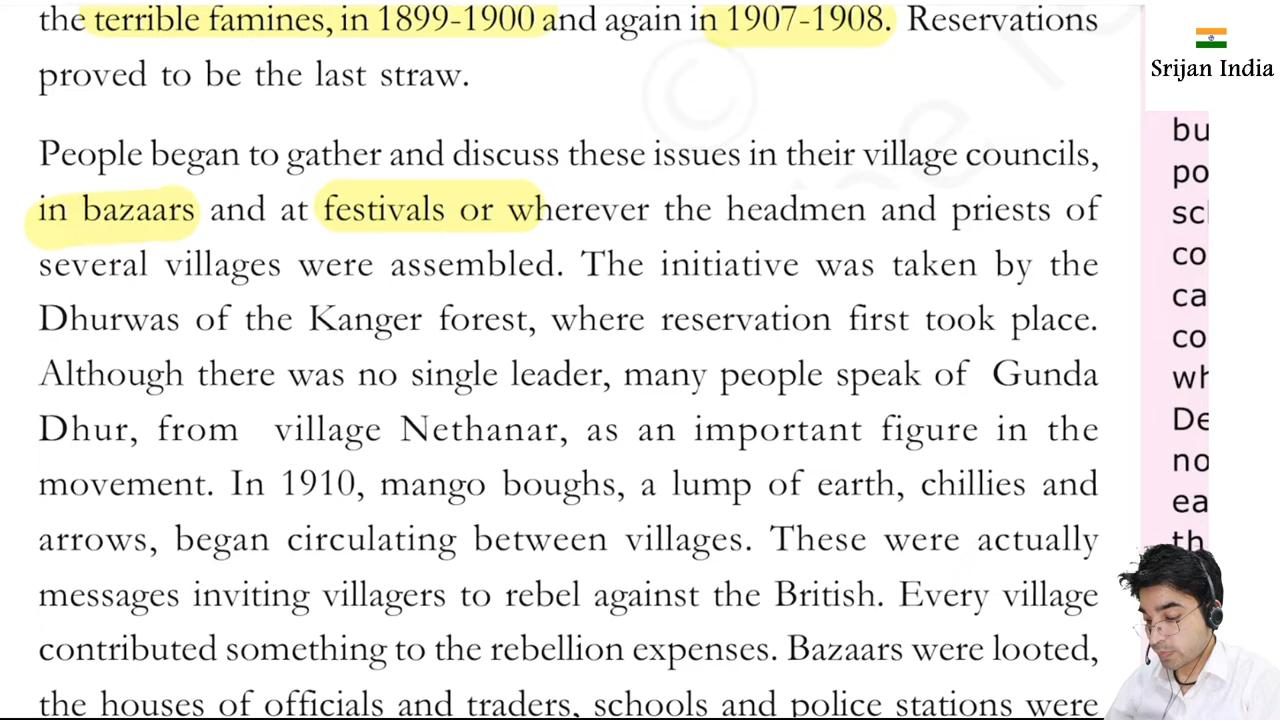 the terrible famines, in 1899-1900 and again in 1907-1908. Reservations
proved to be the last straw.
People began to gather and discuss these issues in their village councils,
in bazaars and at festivals or wherever the headmen and priests of
several villages were assembled. The initiative was taken by the
Dhurwas of the Kanger forest, where reservation first took place.
Although there was no single leader, many people speak of Gunda
Dhur, from village Nethanar, as an important figure in the
movement. In 1910, mango boughs, a lump of earth, chillies and
arrows, began circulating between villages. These were actually
messages inviting villagers to rebel against the British. Every village
contributed something to the rebellion expenses. Bazaars were looted,
the houses of officials and traders, schools and police stations were
Srijan India
bu
po
sc
co
ca
co
wh
De
no
ea
th